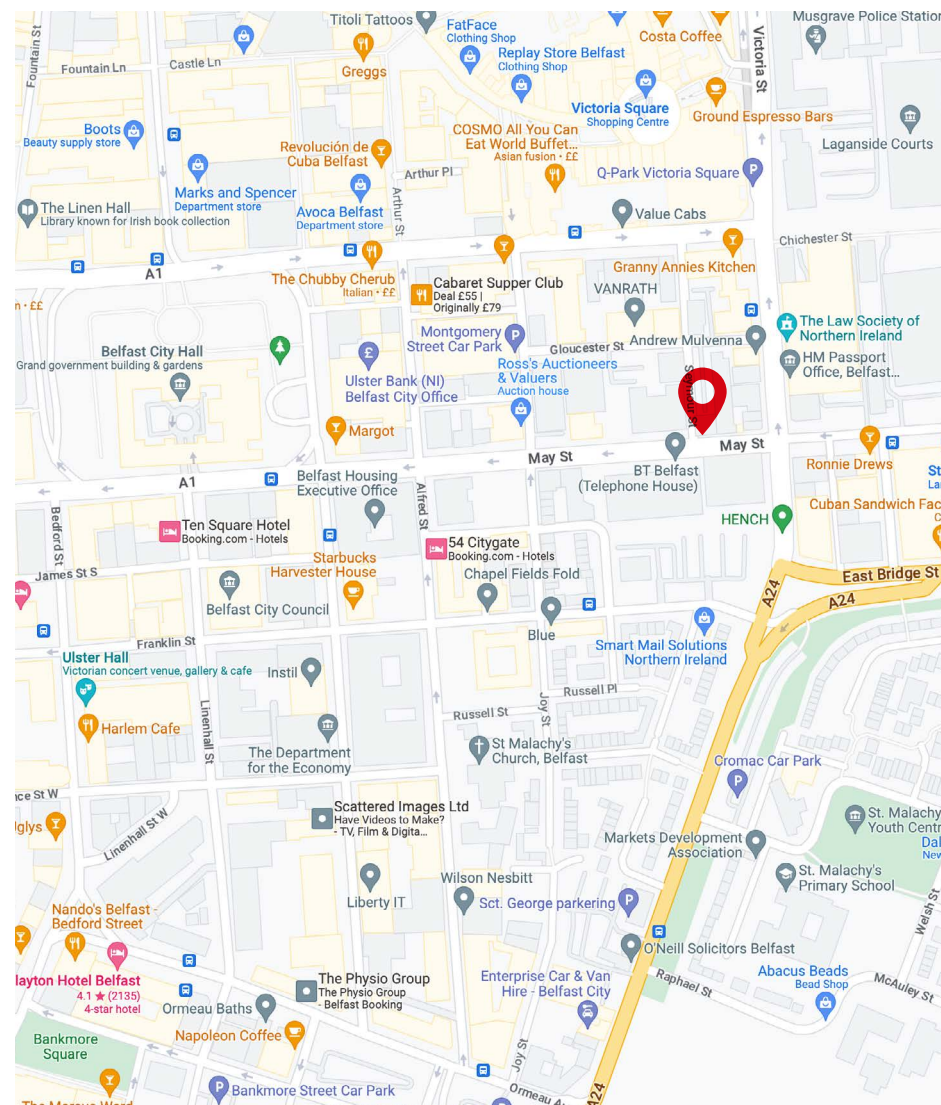 Titoli Tattoos
FatFace
Clothing Shop
Costa Coffee
Musgrave Police Station
Fountain St
Fountain Ln
Castle Ln
Greggs
Replay Store Belfast
Clothing Shop
Victoria St
Victoria Square
Shopping Centre
Ground Espresso Bars
Laganside Courts
Boots
Beauty supply store
Revolución de
Cuba Belfast
COSMO All You Can
Eat World Buffet...
Asian fusion · ££
Arthur Pl
Q-Park Victoria Square
Marks and Spencer
Department store
Avoca Belfast
Department store
Arthur St
The Linen Hall
Library known for Irish book collection
Value Cabs
Chichester St
A1
The Chubby Cherub
Italian · ££
Granny Annies Kitchen
Cabaret Supper Club
Deal £55 |
Originally £79
VANRATH
n · ££
Montgomery
Street Car Park
Gloucester St
Andrew Mulvenna
The Law Society of
Northern Ireland
Belfast City Hall
Grand government building & gardens
HM Passport
Office, Belfast...
Ulster Bank (NI)
Belfast City Office
Ross's Auctioneers
& Valuers
Auction house
Seymour St
Margot
May St
May St
BT Belfast
(Telephone House)
Ronnie Drews
A1
Belfast Housing
Executive Office
St
La
Cuban Sandwich Fac
C
Bedford St
Alfred St
HENCH
Ten Square Hotel
Booking.com - Hotels
54 Citygate
Booking.com - Hotels
Starbucks
Harvester House
James St S
Chapel Fields Fold
East Bridge St
A24
A24
Belfast City Council
Blue
Franklin St
Smart Mail Solutions
Northern Ireland
Ulster Hall
Victorian concert venue, gallery & cafe
Instil
Russell Pl
Russell St
Joy St
Linenhall St
Harlem Cafe
The Department
for the Economy
St Malachy's
Church, Belfast
Cromac Car Park
nce St W
Scattered Images Ltd
Have Videos to Make?
- TV, Film & Digita...
St. Malachy
Youth Centr
Dal
New
glys
Linenhall St W
Markets Development
Association
St. Malachy's
Primary School
Liberty IT
Wilson Nesbitt
Sct. George parkering
Welsh St
Nando's Belfast -
Bedford Street
O'Neill Solicitors Belfast
layton Hotel Belfast
4.1 ★ (2135)
4-star hotel
The Physio Group
The Physio Group
- Belfast Booking
Enterprise Car & Van
Hire - Belfast City
Raphael St
Abacus Beads
Bead Shop
McAuley St
Ormeau Baths
Napoleon Coffee
Bankmore
Square
Joy St
Bankmore Street Car Park
Ormeau A
A24